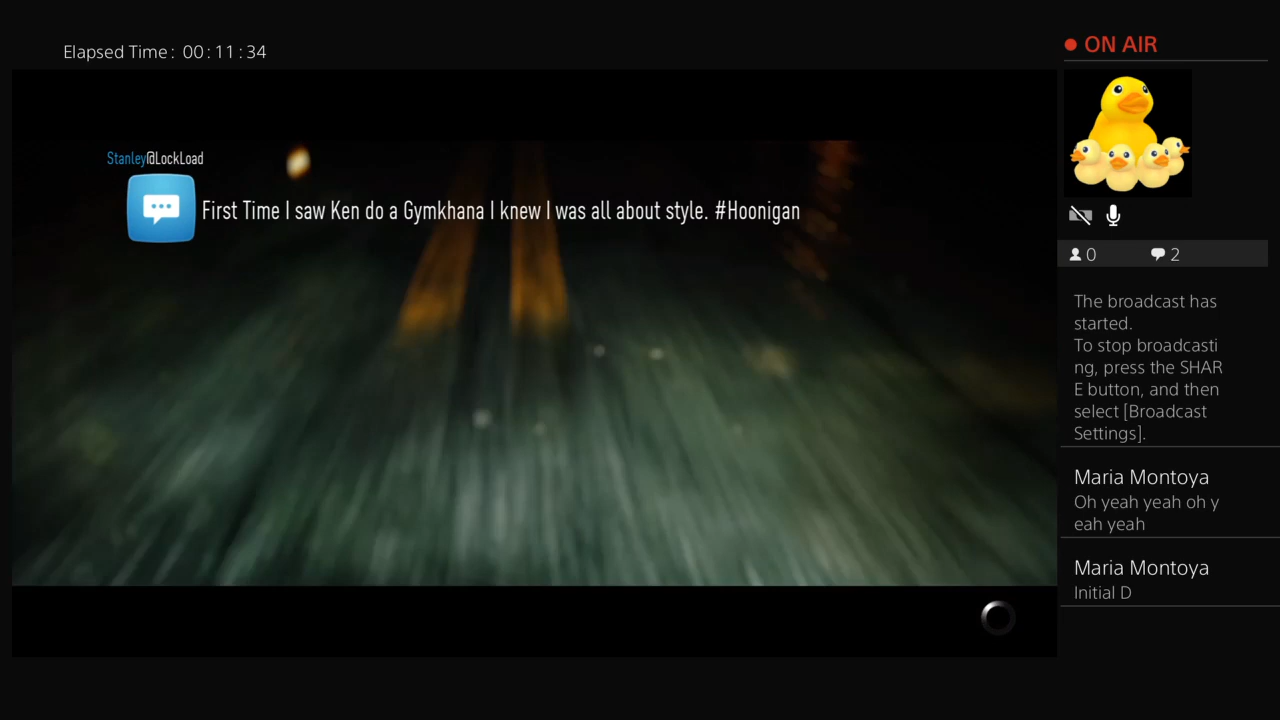 Elapsed Time: 00:11:34
ON AIR
Stanley@LockLoad
First Time I saw Ken do a Gymkhana I knew I was all about style. #Hoonigan
0 2
The broadcast has
started.
To stop broadcasti
ng, press the SHAR
E button, and then
select [Broadcast
Settings].
Maria Montoya
Oh yeah yeah oh y
eah yeah
Maria Montoya
Initial D